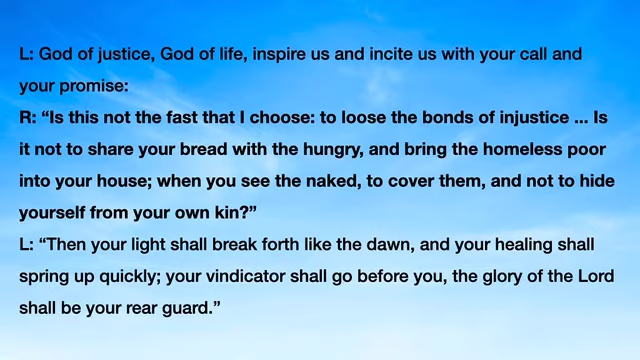 L: God of justice, God of life, inspire us and incite us with your call and
your promise:
R: “Is this not the fast that I choose: to loose the bonds of injustice ... Is
it not to share your bread with the hungry, and bring the homeless poor
into your house; when you see the naked, to cover them, and not to hide
yourself from your own kin?”
L: “Then your light shall break forth like the dawn, and your healing shall
spring up quickly; your vindicator shall go before you, the glory of the Lord
shall be your rear guard.”